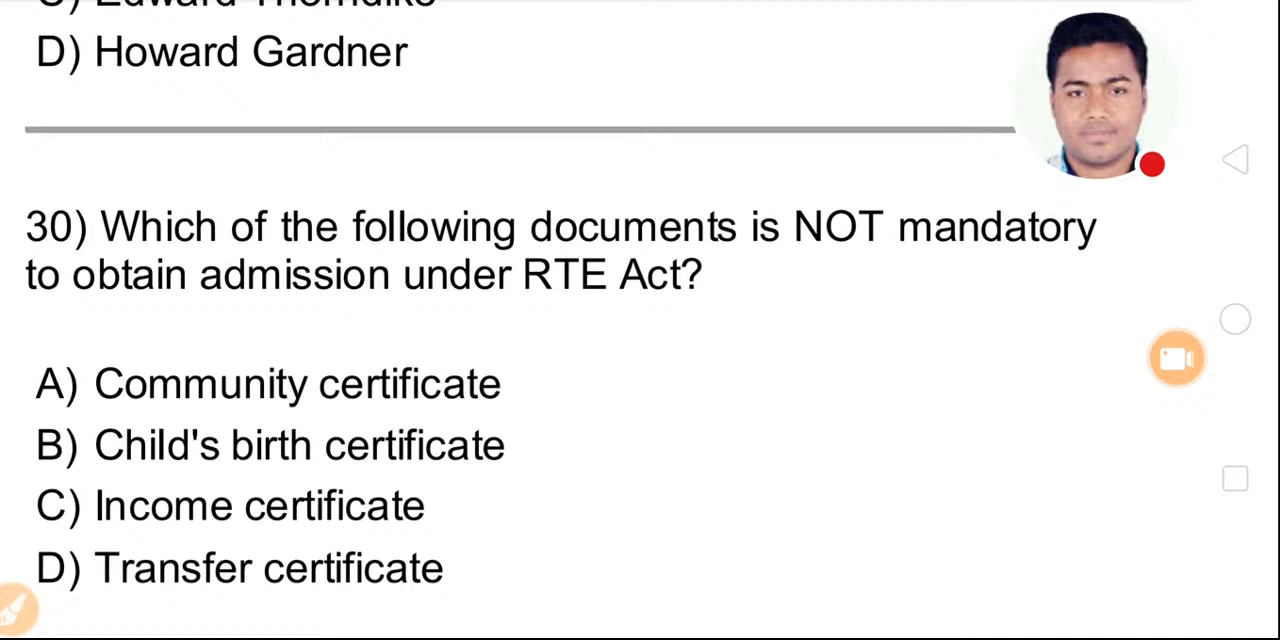 D) Howard Gardner
30) Which of the following documents is NOT mandatory
to obtain admission under RTE Act?
A) Community certificate
B) Child's birth certificate
C) Income certificate
D) Transfer certificate